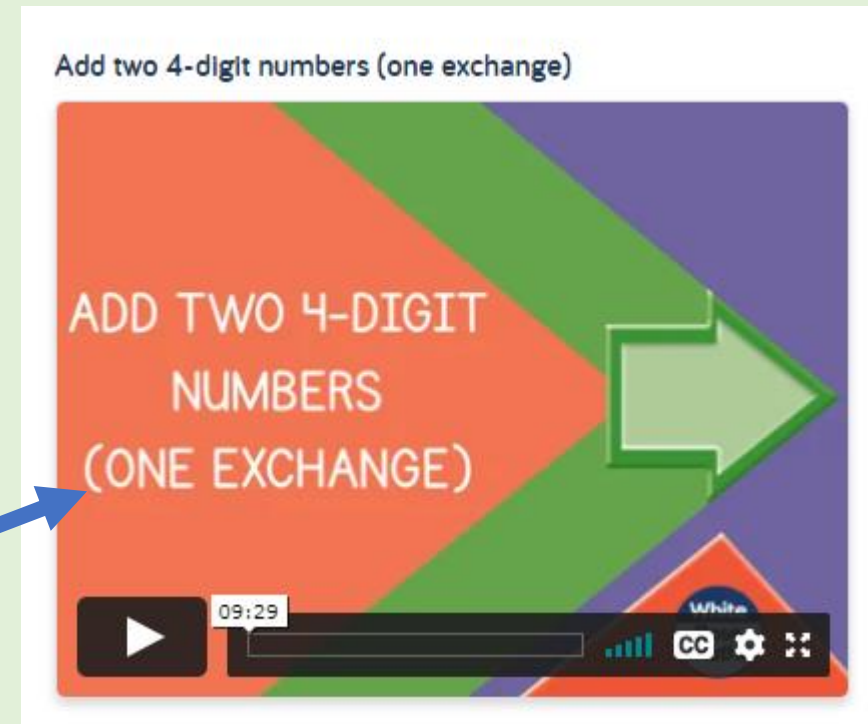 Add two 4-digit numbers (one exchange)
ADD TWO 4-DIGIT
NUMBERS
(ONE EXCHANGE)
White
09:29
CC